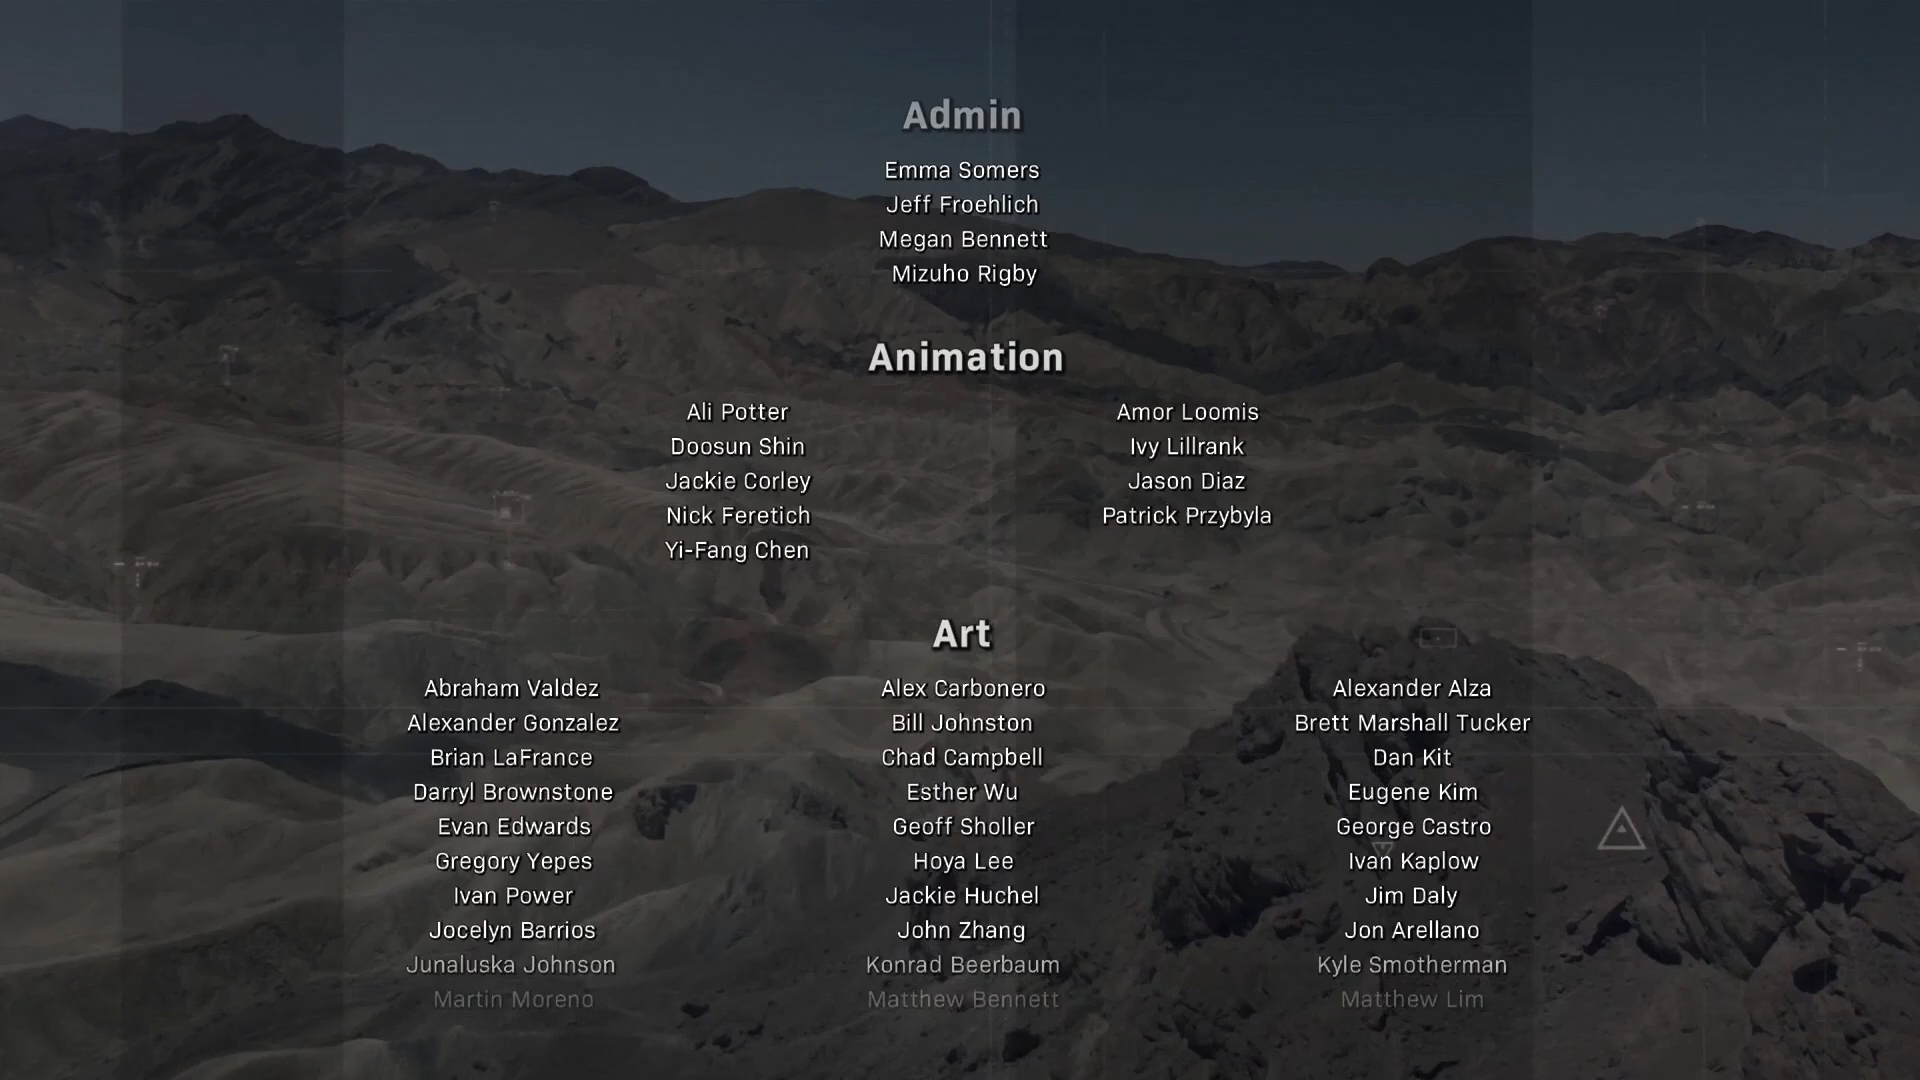 Admin
Emma Somers
Jeff Froehlich
Megan Bennett
Mizuho Rigby
Animation
Ali Potter Amor Loomis
Doosun Shin Ivy Lillrank
Jackie Corley Jason Diaz
Nick Feretich Patrick Przybyla
Yi-Fang Chen
Art
Abraham Valdez Alex Carbonero Alexander Alza
Alexander Gonzalez Bill Johnston Brett Marshall Tucker
Brian LaFrance Chad Campbell Dan Kit
Darryl Brownstone Esther Wu Eugene Kim
Evan Edwards Geoff Sholler George Castro
Gregory Yepes Hoya Lee Ivan Kaplow
Ivan Power Jackie Huchel Jim Daly
Jocelyn Barrios John Zhang Jon Arellano
Junaluska Johnson Konrad Beerbaum Kyle Smotherman
Martin Moreno Matthew Bennett Matthew Lim